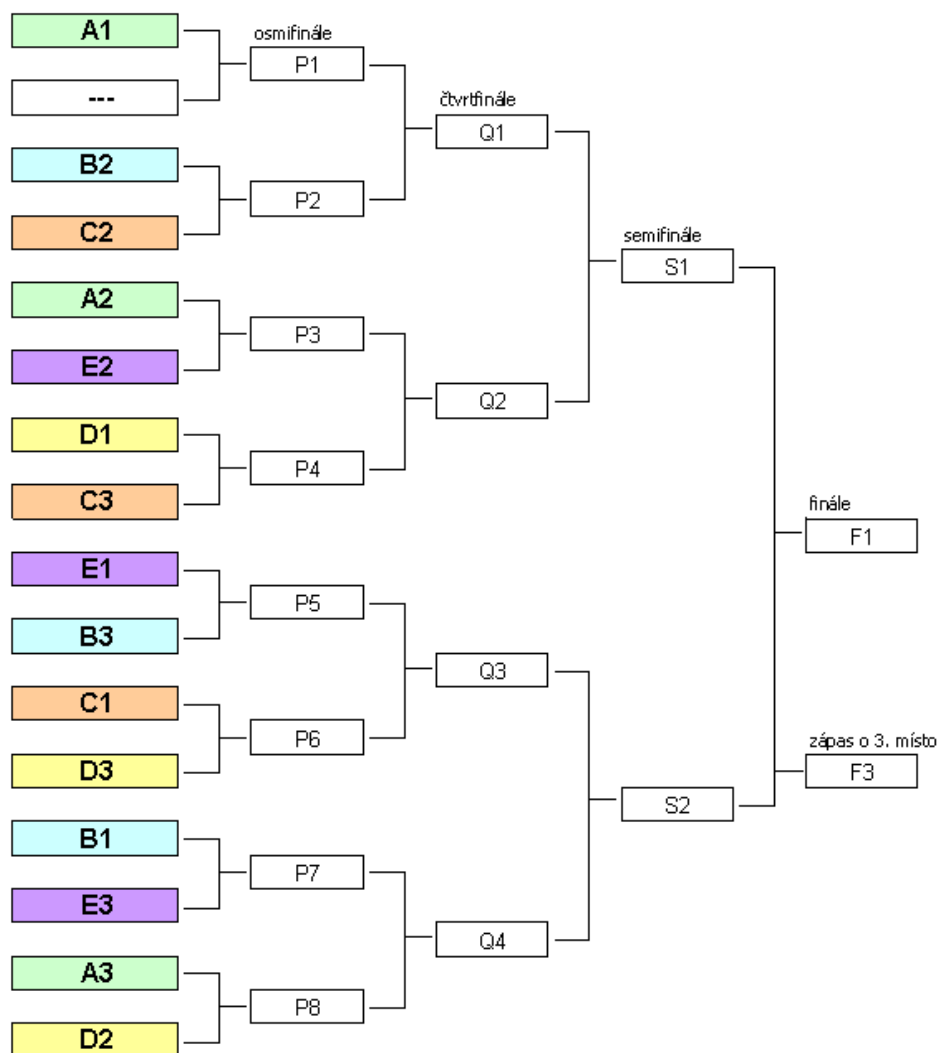 A1
---
B2
C2
A2
E2
D1
C3
E1
B3
C1
D3
B1
E3
A3
D2
osmifinále
P1
P2
P3
P4
P5
P6
P7
P8
čtvrtfinále
Q1
Q2
Q3
Q4
semifinále
S1
S2
finále
F1
zápas o 3. místo
F3